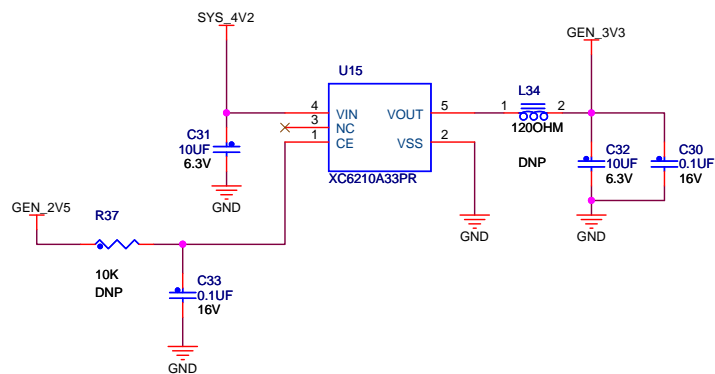 SYS_4V2
GEN_3V3
U15
L34
4 VIN
VOUT 5
1 2
3 NC
1 CE
VSS 2
120OHM
C31
10UF
6.3V
DNP
C32
10UF
6.3V
C30
0.1UF
16V
XC6210A33PR
GND
GEN_2V5
R37
GND
GND
10K
DNP
C33
0.1UF
16V
GND